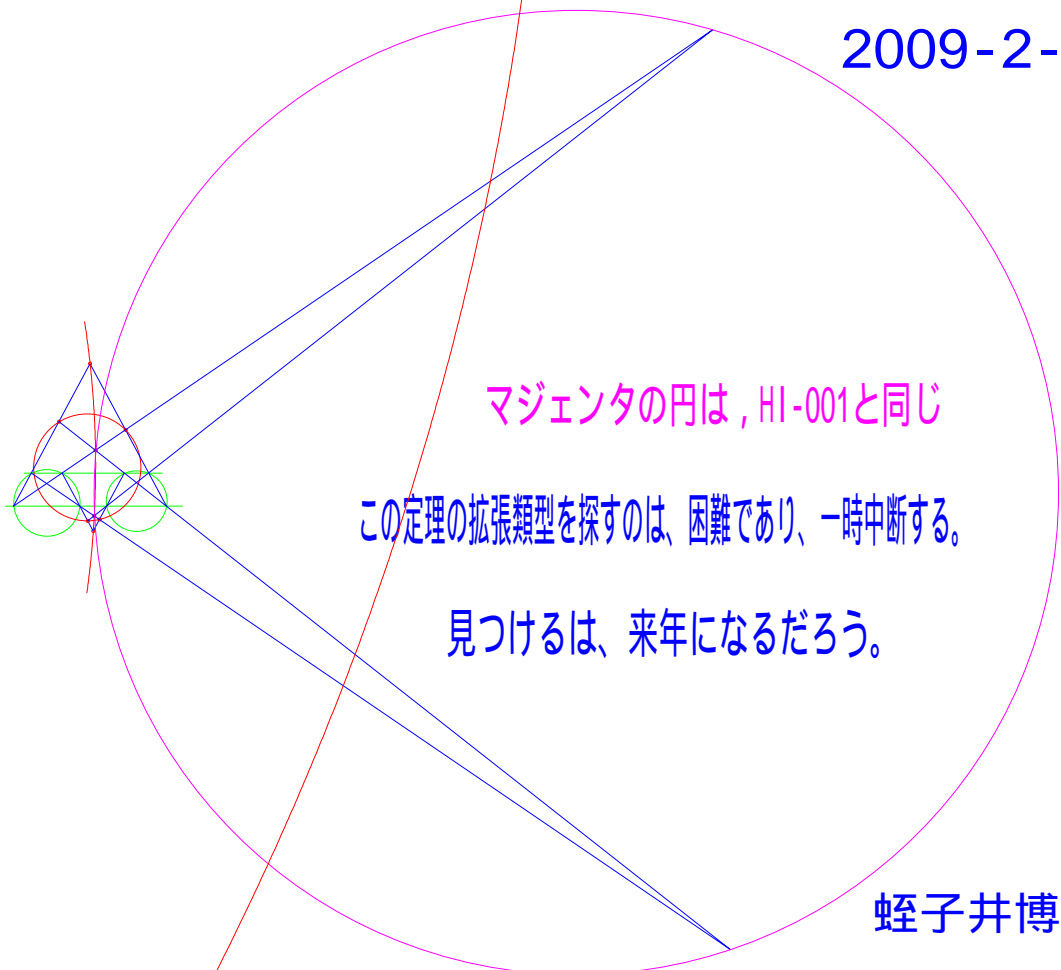 2009-2-
マジェンタの円は,HI-001と同じ
この定理の拡張類型を探すのは、困難であり、一時中断する。
見つけるは、来年になるだろう。
蛭子井博